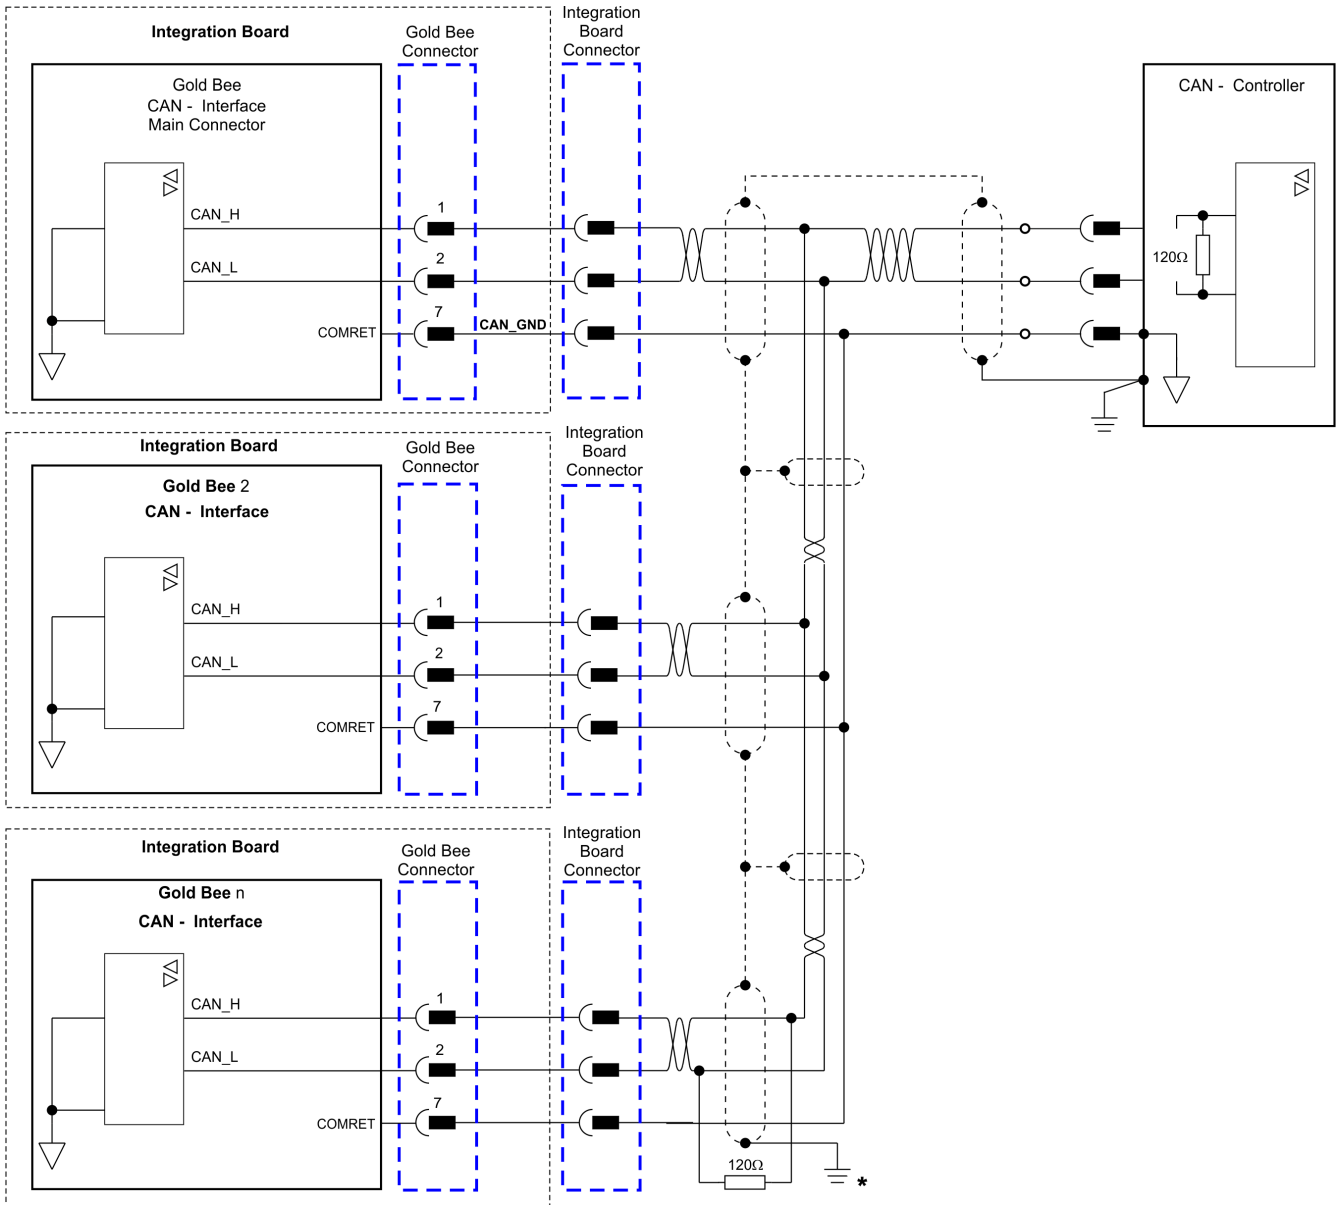 Integration Board
Gold Bee
Connector
Integration
Board
Connector
Gold Bee
CAN - Interface
Main Connector
CAN - Controller
CAN_H
1
CAN_L
2
120Ω
COMRET
7
CAN_GND
Integration Board
Gold Bee
Connector
Integration
Board
Connector
Gold Bee 2
CAN - Interface
CAN_H
1
CAN_L
2
COMRET
7
Integration Board
Gold Bee
Connector
Integration
Board
Connector
Gold Bee n
CAN - Interface
CAN_H
1
CAN_L
2
COMRET
7
120Ω
*